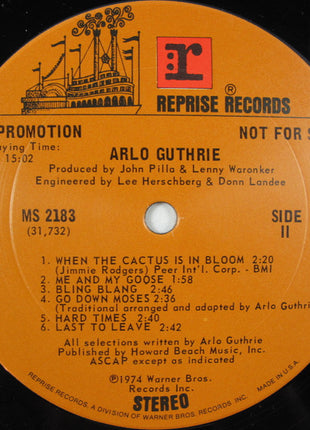 r
REPRISE RECORDS
®
PROMOTION
NOT FOR S
aying Time:
15:02
ARLO GUTHRIE
Produced by John Pilla & Lenny Waronker
Engineered by Lee Herschberg & Donn Landee
MS 2183
(31,732)
SIDE
II
1. WHEN THE CACTUS IS IN BLOOM 2:20
(Jimmie Rodgers) Peer Int'l. Corp. - BMI
2. ME AND MY GOOSE 1:58
3. BLING BLANG 2:46
4. GO DOWN MOSES 2:36
(Traditional arranged and adapted by Arlo Guthri
5. HARD TIMES 2:40
6. LAST TO LEAVE 2:42
All selections written by Arlo Guthrie
Published by Howard Beach Music, Inc.
ASCAP except as indicated
℗1974 Warner Bros.
Records Inc.
STEREO
REPRISE RECORDS, A DIVISION OF WARNER BROS. RECORDS INC. MADE IN U.S.A.